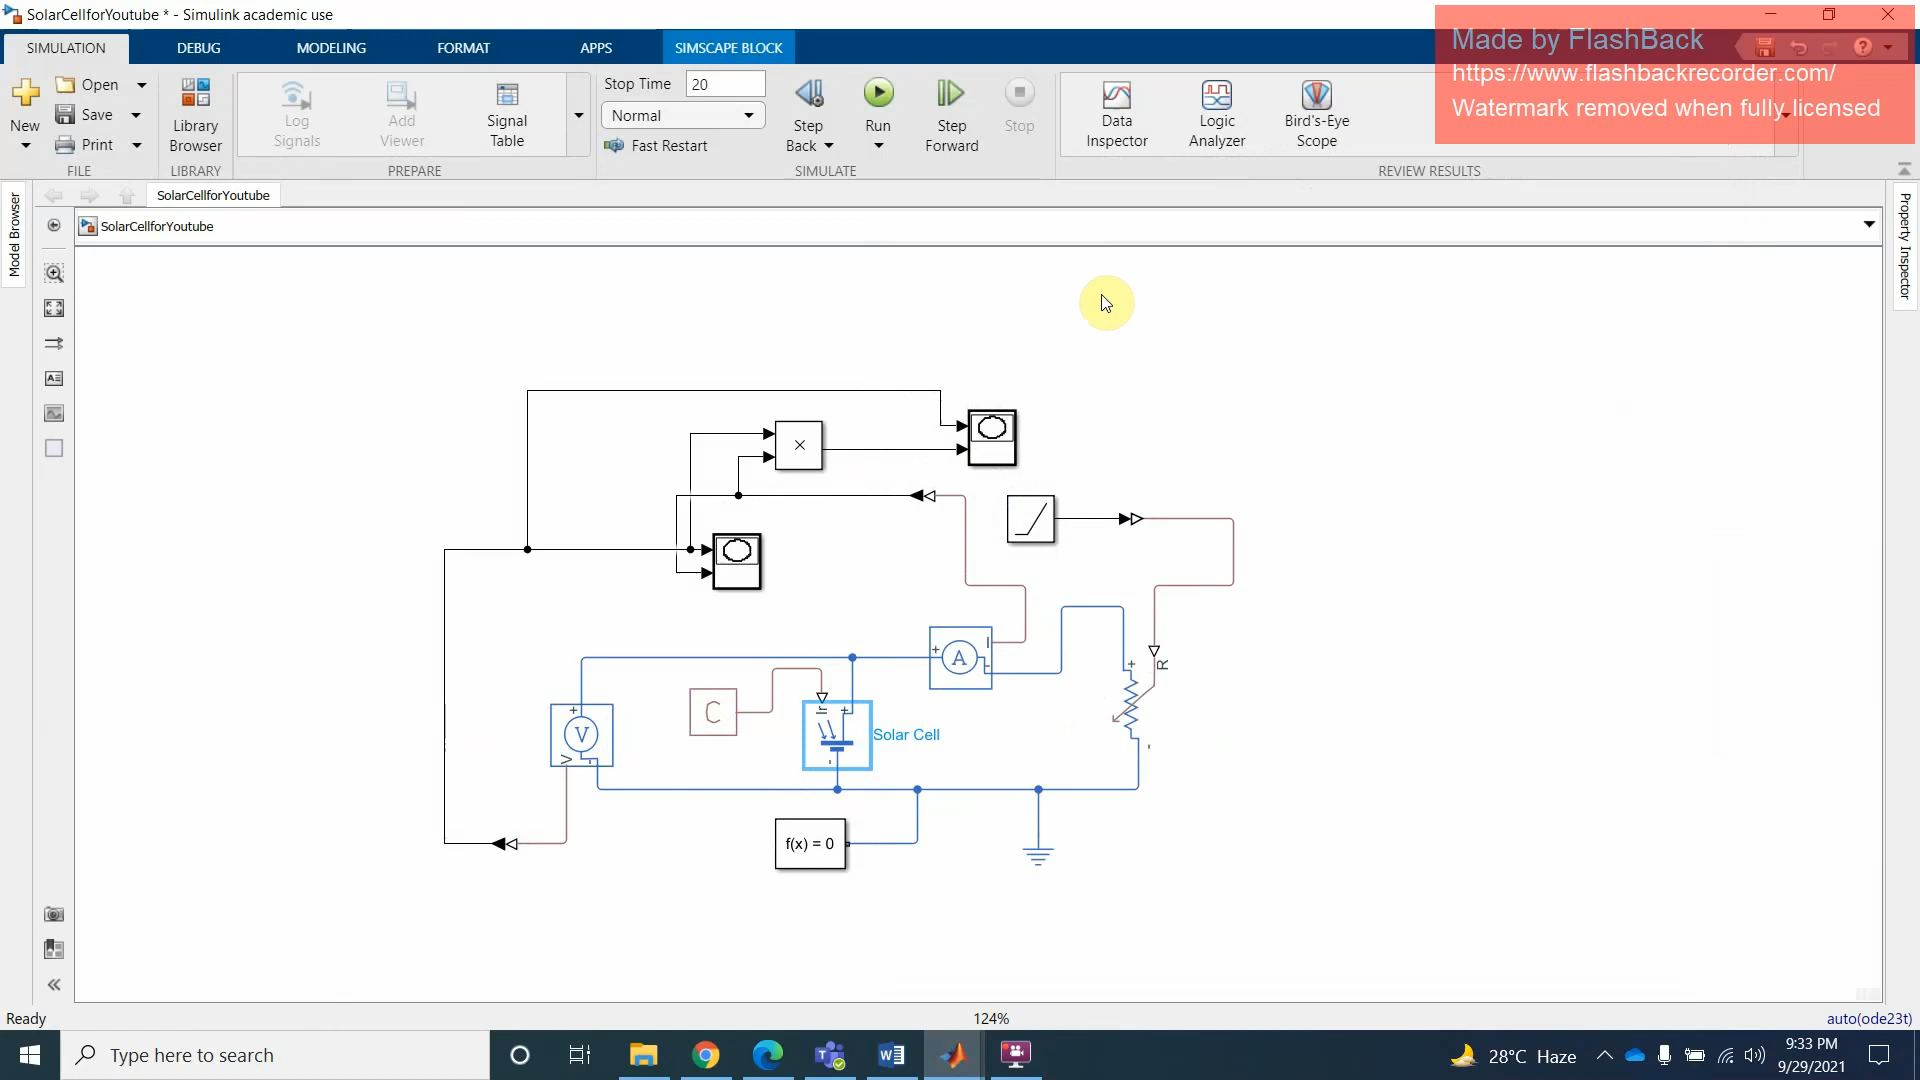 SolarCellforYoutube * - Simulink academic use
Made by FlashBack
https://www.flashbackrecorder.com/
Watermark removed when fully licensed
SIMULATION
DEBUG
MODELING
FORMAT
APPS
SIMSCAPE BLOCK
New
Open
Save
Print
FILE
Library
Browser
LIBRARY
Log
Signals
Add
Viewer
Signal
Table
PREPARE
Stop Time 20
Normal
Fast Restart
Step
Back
Run
Step
Forward
Stop
SIMULATE
Data
Inspector
Logic
Analyzer
Bird's-Eye
Scope
REVIEW RESULTS
Model Browser
SolarCellforYoutube
SolarCellforYoutube
Property Inspector
×
A
+
I
-
+
R
-
+
V
V
-
C
Ir
+
-
Solar Cell
f(x) = 0
Ready
124%
auto(ode23t)
Type here to search
28°C Haze
9:33 PM
9/29/2021